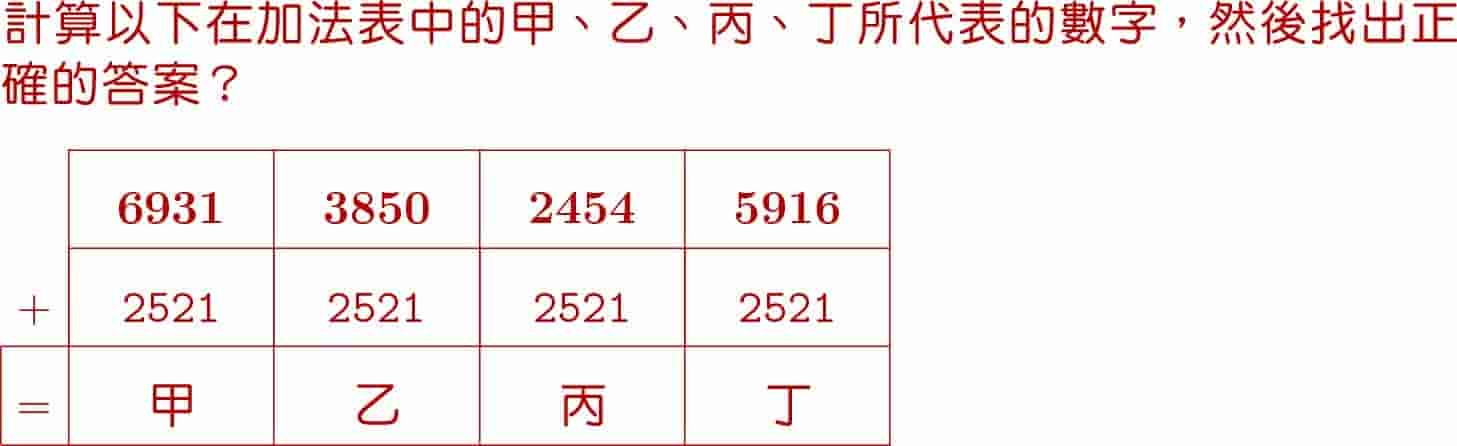 計算以下在加法表中的甲、乙、丙、丁所代表的數字，然後找出正
確的答案？
6931 3850 2454 5916
+ 2521 2521 2521 2521
= 甲 乙 丙 丁